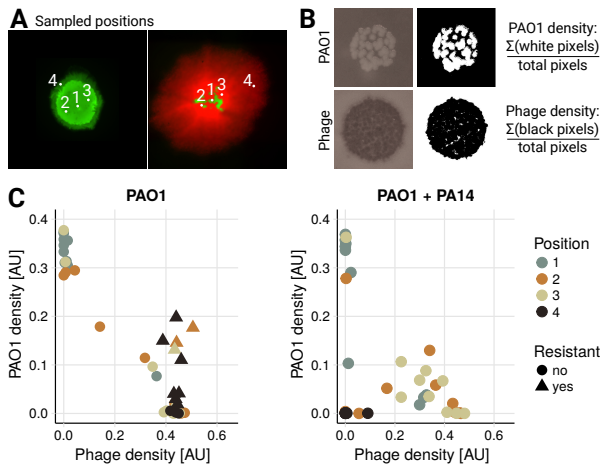 A Sampled positions
4 1 3 2
2 1 3 4
B
PAO1
PAO1 density:
Σ(white pixels)
total pixels
Phage
Phage density:
Σ(black pixels)
total pixels
C
PAO1
PAO1 density [AU]
0.4
0.3
0.2
0.1
0.0
0.0 0.2 0.4 0.6
Phage density [AU]
PAO1 + PA14
PAO1 density [AU]
0.4
0.3
0.2
0.1
0.0
0.0 0.2 0.4 0.6
Phage density [AU]
Position
1
2
3
4
Resistant
no
yes